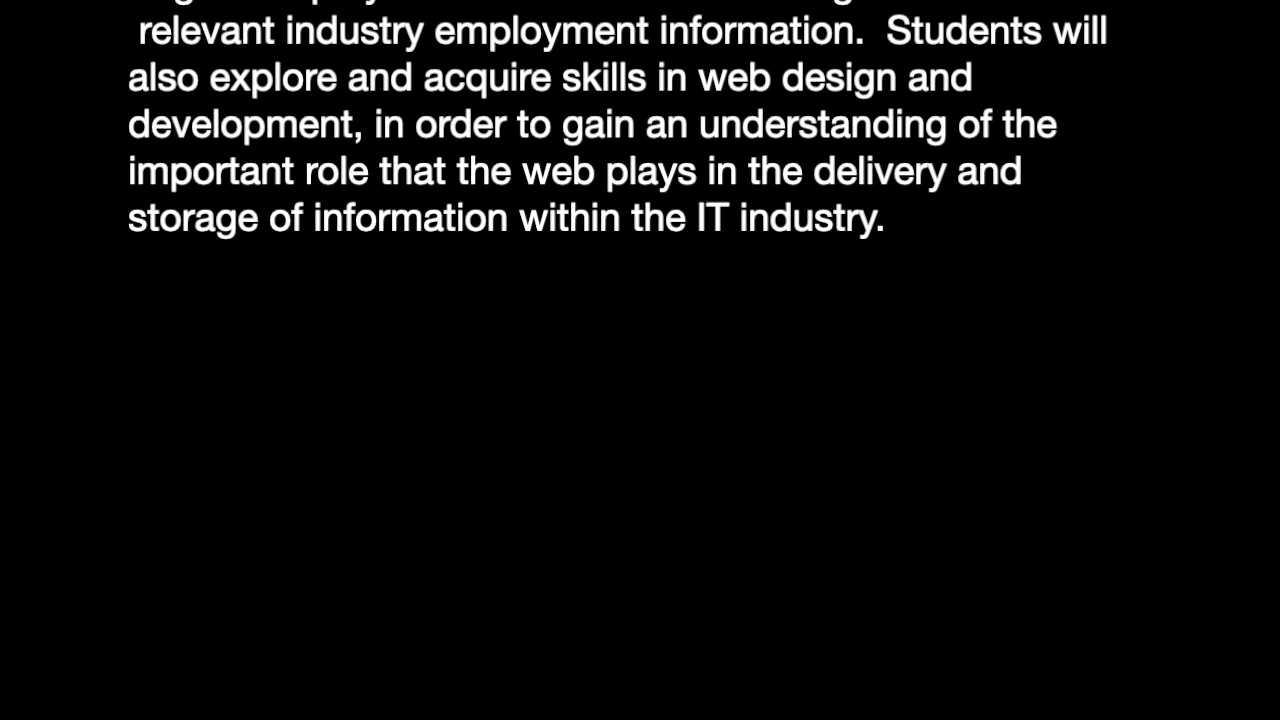 relevant industry employment information.  Students will
also explore and acquire skills in web design and
development, in order to gain an understanding of the
important role that the web plays in the delivery and
storage of information within the IT industry.